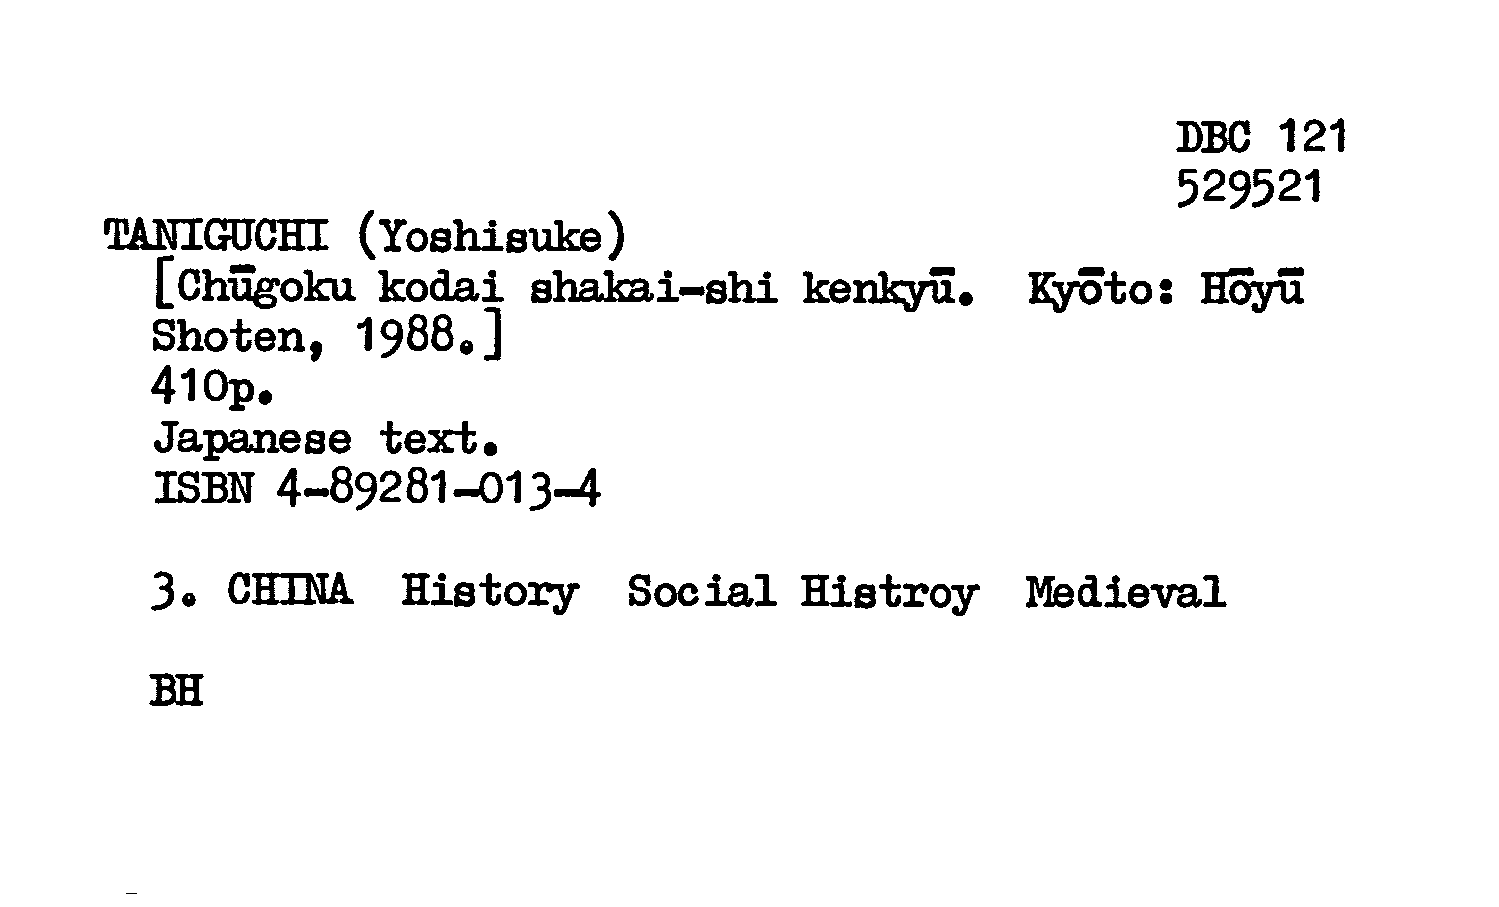 DBC 121
529521
TANIGUCHI (Yoshisuke)
[Chūgoku kodai shakai-shi kenkyū. Kyōto: Hōyū
Shoten, 1988.]
410p.
Japanese text.
ISBN 4-89281-013-4
3. CHINA History Social Histroy Medieval
BH